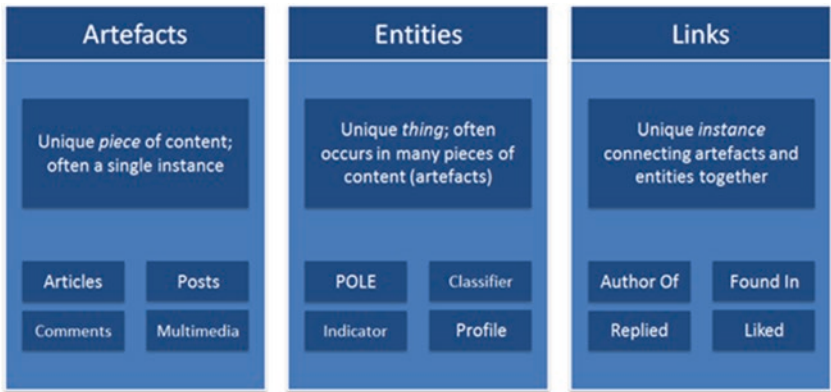 Artefacts
Unique piece of content;
often a single instance
Articles
Posts
Comments
Multimedia
Entities
Unique thing; often
occurs in many pieces of
content (artefacts)
POLE
Classifier
Indicator
Profile
Links
Unique instance
connecting artefacts and
entities together
Author Of
Found In
Replied
Liked